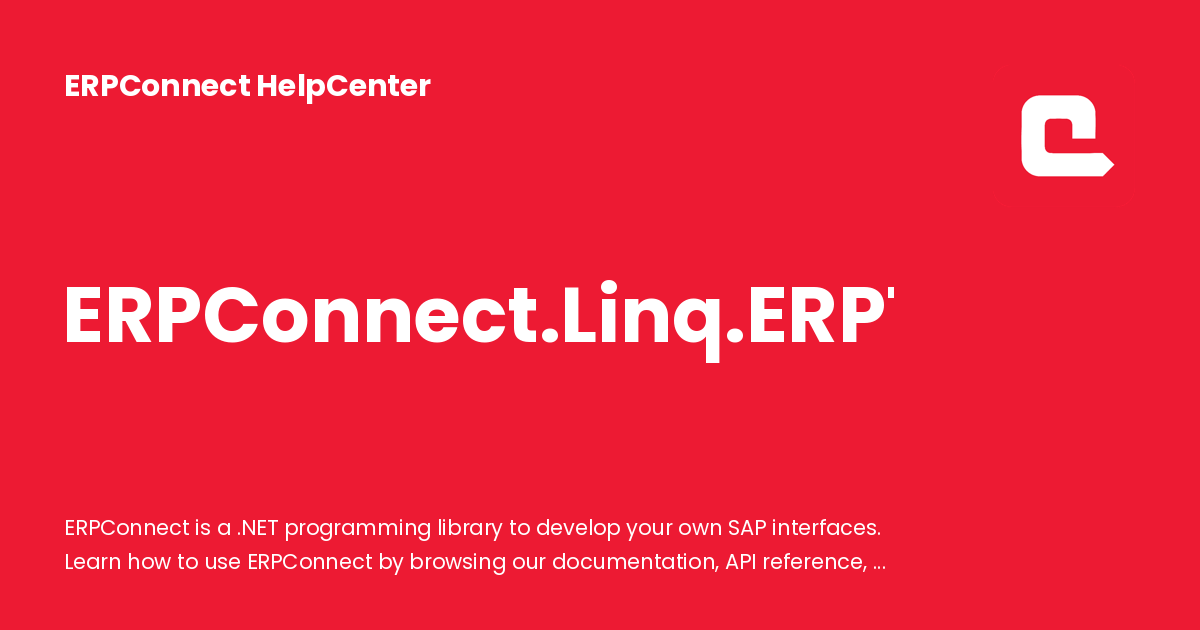 ERPConnect HelpCenter
ERPConnect.Linq.ERP
ERPConnect is a .NET programming library to develop your own SAP interfaces.
Learn how to use ERPConnect by browsing our documentation, API reference, ...